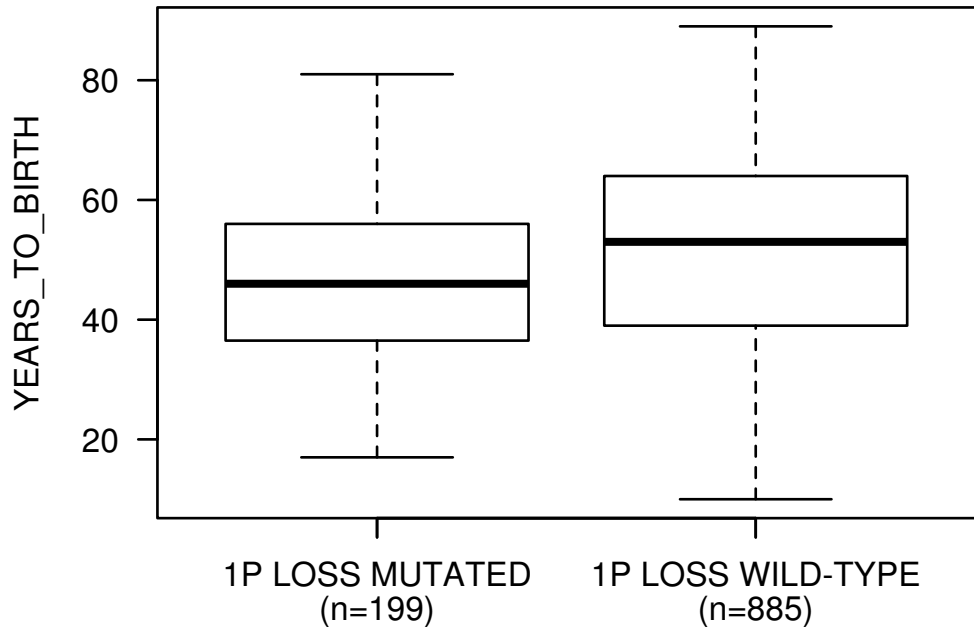 YEARS_TO_BIRTH
80
60
40
20
1P LOSS MUTATED
(n=199)
1P LOSS WILD-TYPE
(n=885)